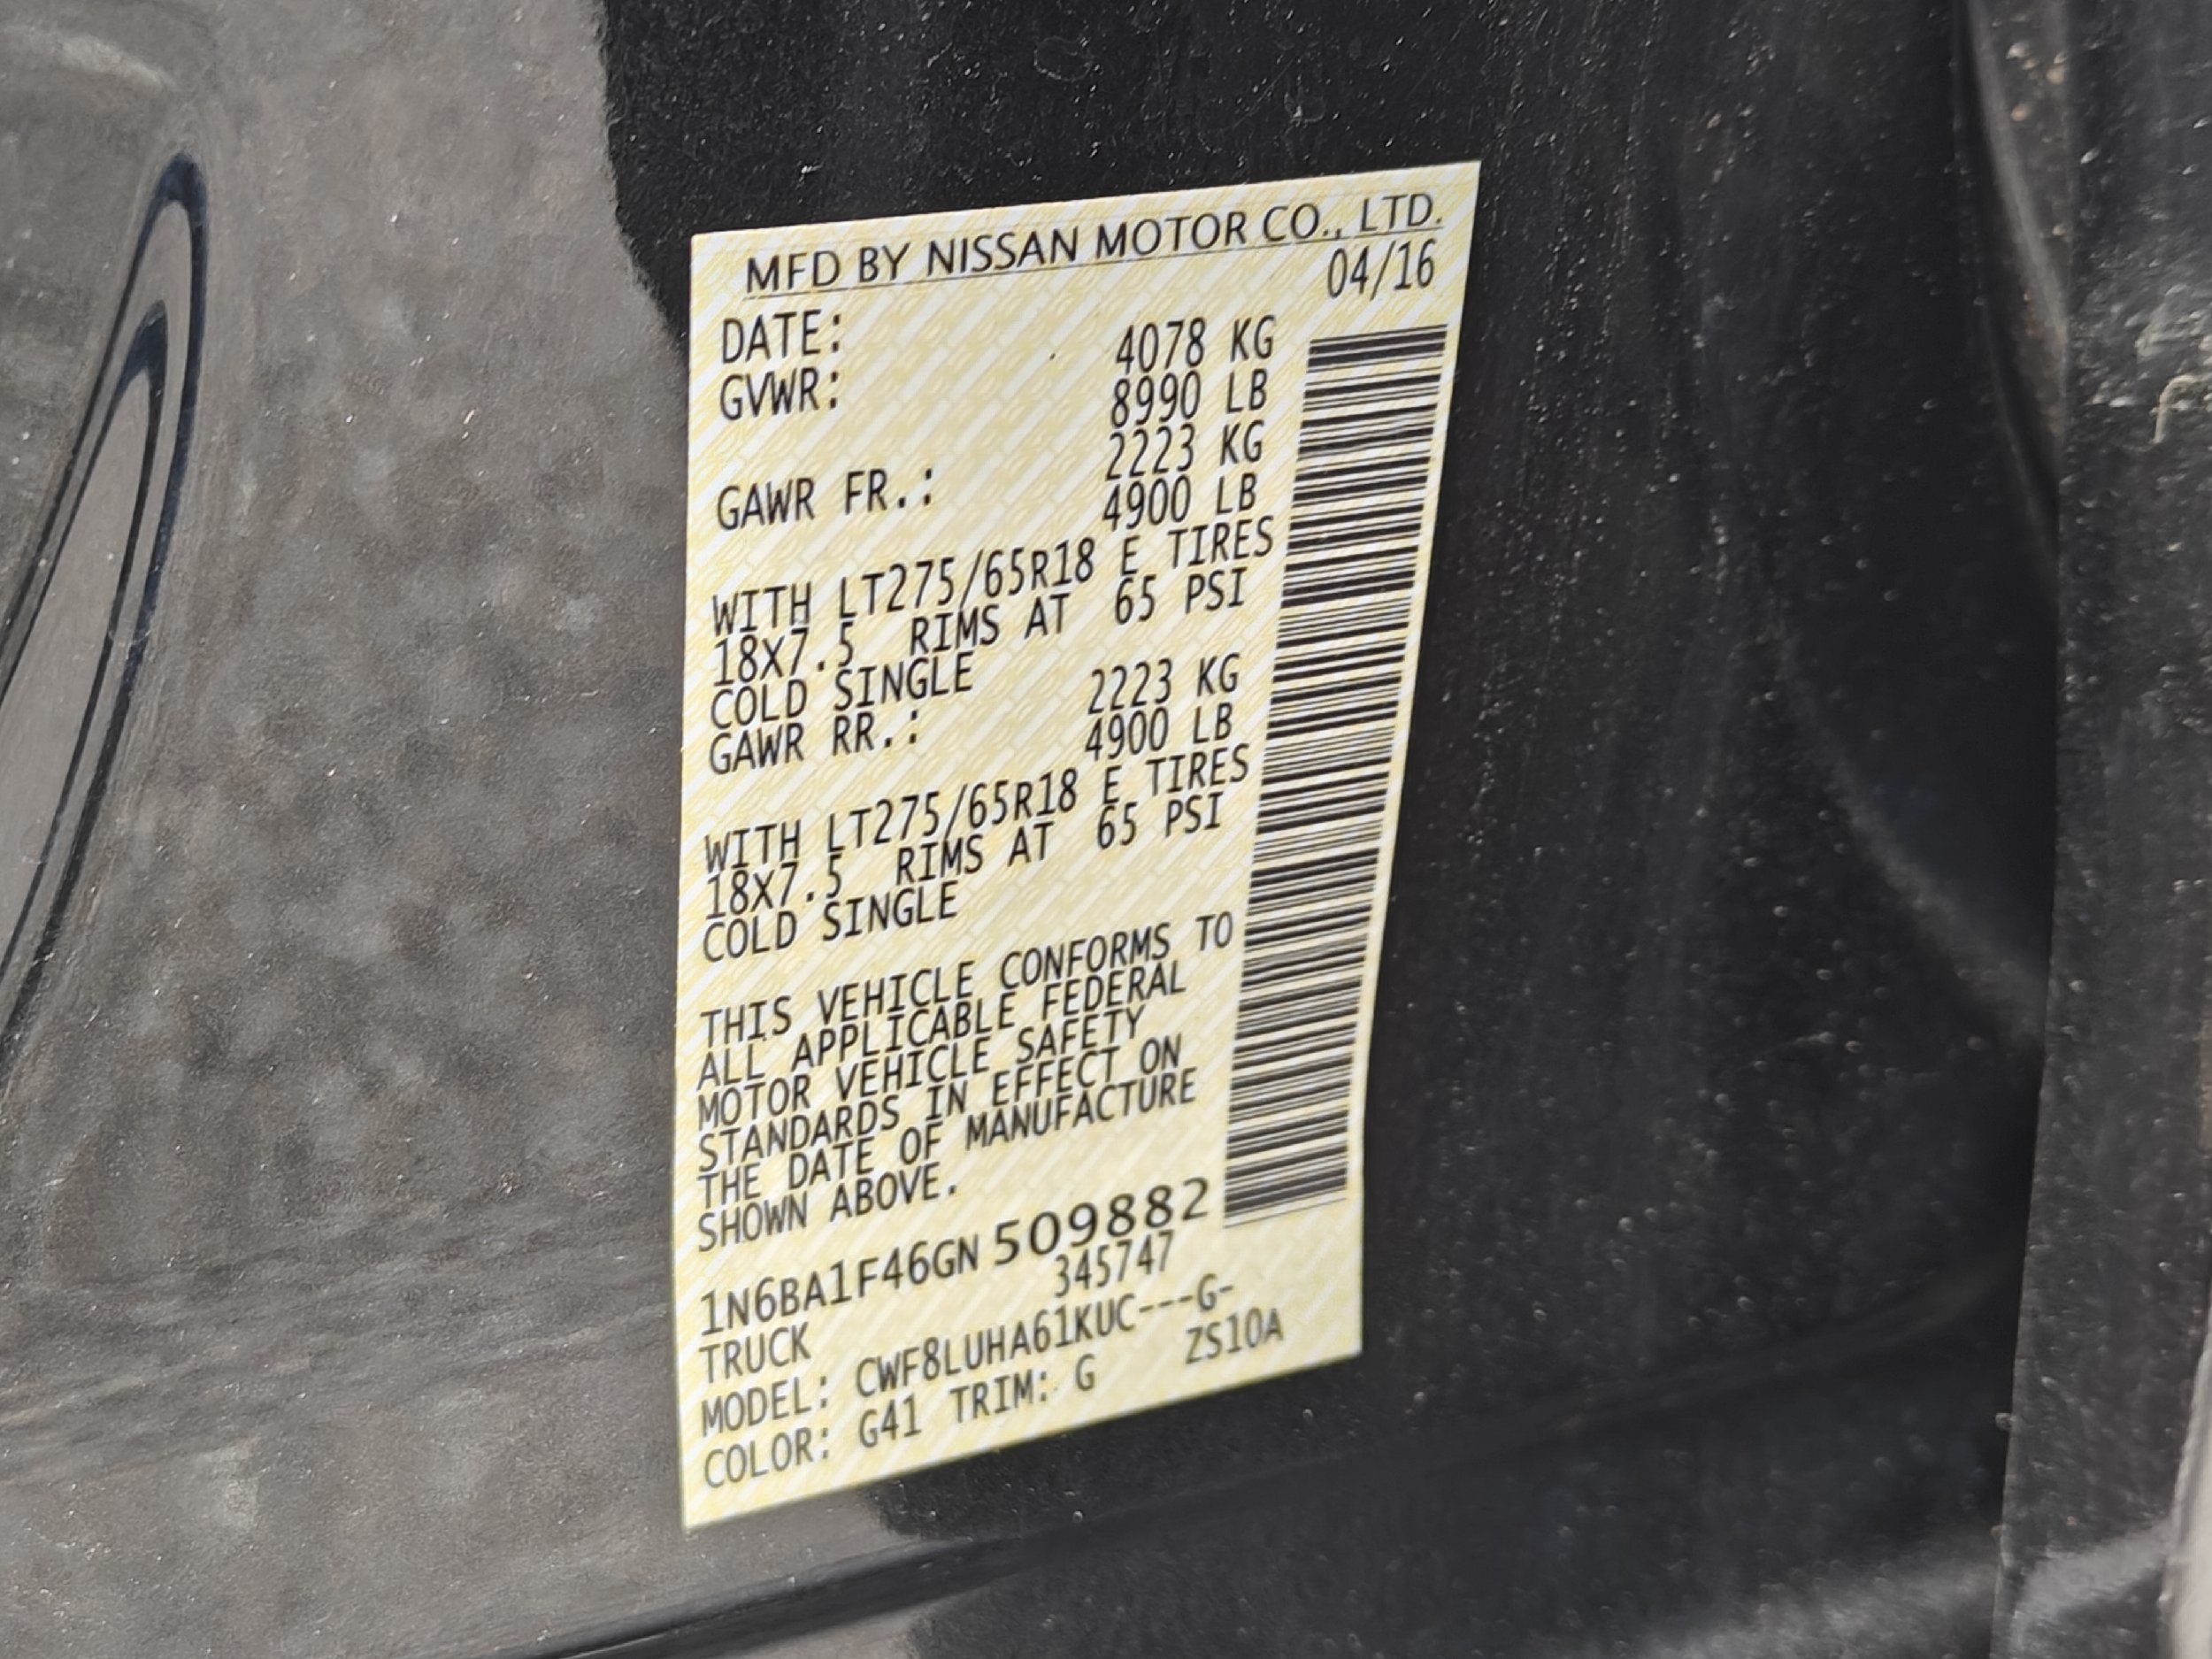 MFD BY NISSAN MOTOR CO., LTD.
DATE: 04/16
GVWR: 4078 KG
8990 LB
GAWR FR.: 2223 KG
4900 LB
WITH LT275/65R18 E TIRES
18X7.5 RIMS AT 65 PSI
COLD SINGLE
GAWR RR.: 2223 KG
4900 LB
WITH LT275/65R18 E TIRES
18X7.5 RIMS AT 65 PSI
COLD SINGLE
THIS VEHICLE CONFORMS TO
ALL APPLICABLE FEDERAL
MOTOR VEHICLE SAFETY
STANDARDS IN EFFECT ON
THE DATE OF MANUFACTURE
SHOWN ABOVE.
1N6BA1F46GN 509882
TRUCK 345747
MODEL: CWF8LUHA61KUC---G-
COLOR: G41 TRIM: G ZS10A